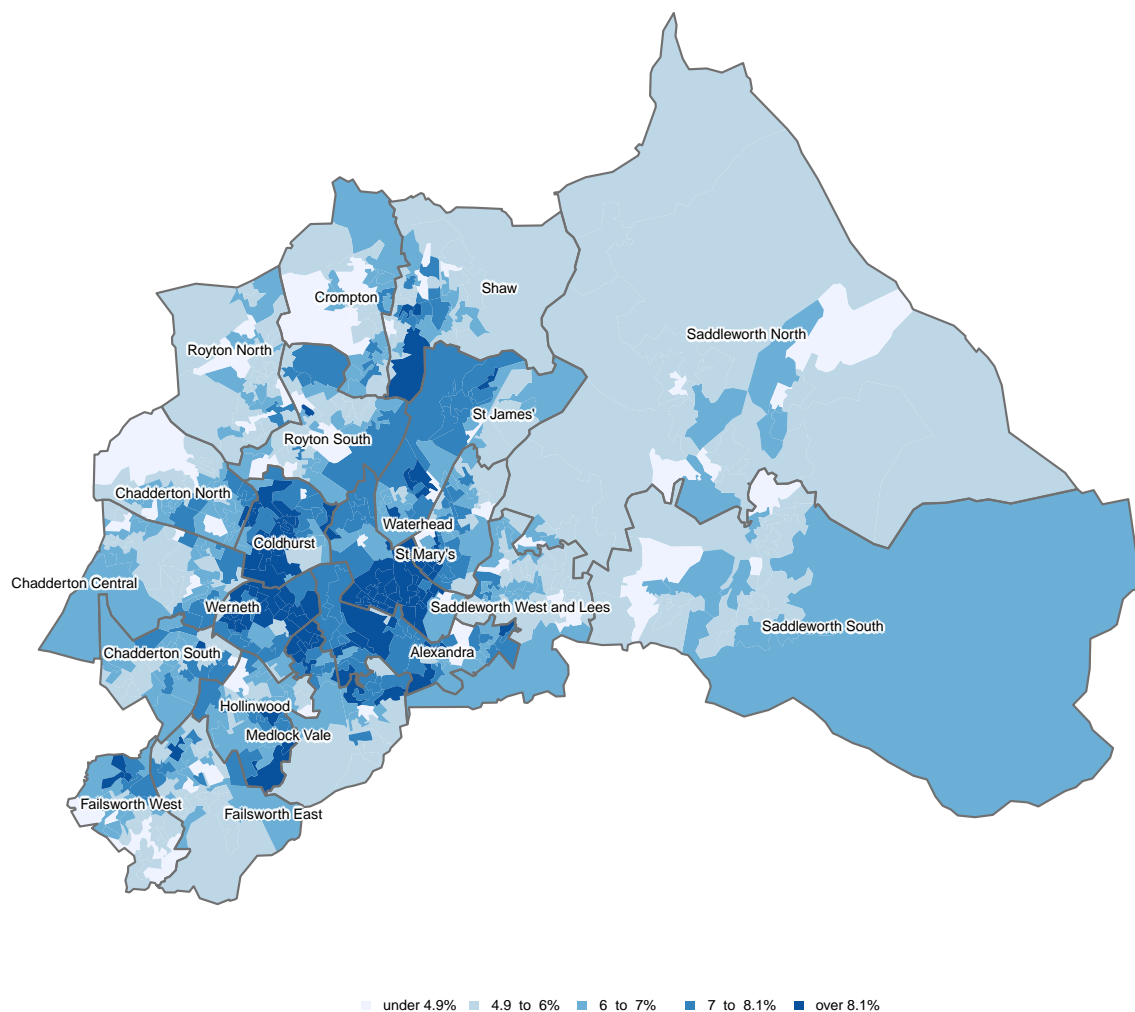 Shaw
Crompton
Saddleworth North
Royton North
St James'
Royton South
Chadderton North
Waterhead
Coldhurst
St Mary's
Chadderton Central
Werneth
Saddleworth West and Lees
Saddleworth South
Chadderton South
Alexandra
Hollinwood
Medlock Vale
Failsworth West
Failsworth East
under 4.9% 4.9 to 6% 6 to 7% 7 to 8.1% over 8.1%